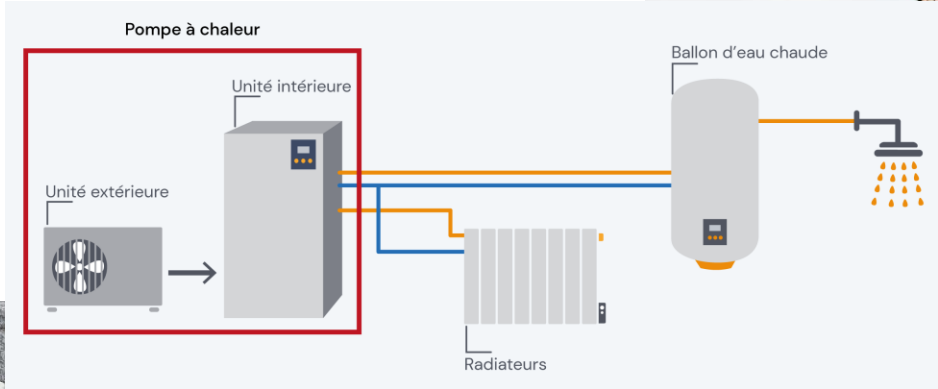 Pompe à chaleur
Ballon d'eau chaude
Unité intérieure
Unité extérieure
Radiateurs